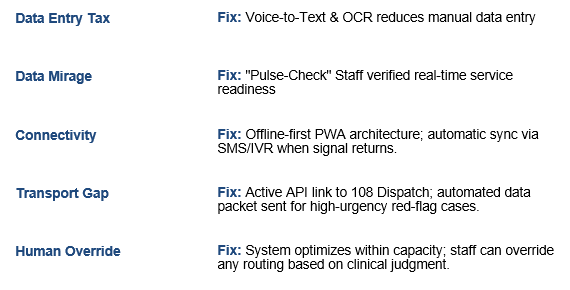 Data Entry Tax
Fix: Voice-to-Text & OCR reduces manual data entry
Data Mirage
Fix: "Pulse-Check" Staff verified real-time service
readiness
Connectivity
Fix: Offline-first PWA architecture; automatic sync via
SMS/IVR when signal returns.
Transport Gap
Fix: Active API link to 108 Dispatch; automated data
packet sent for high-urgency red-flag cases.
Human Override
Fix: System optimizes within capacity; staff can override
any routing based on clinical judgment.